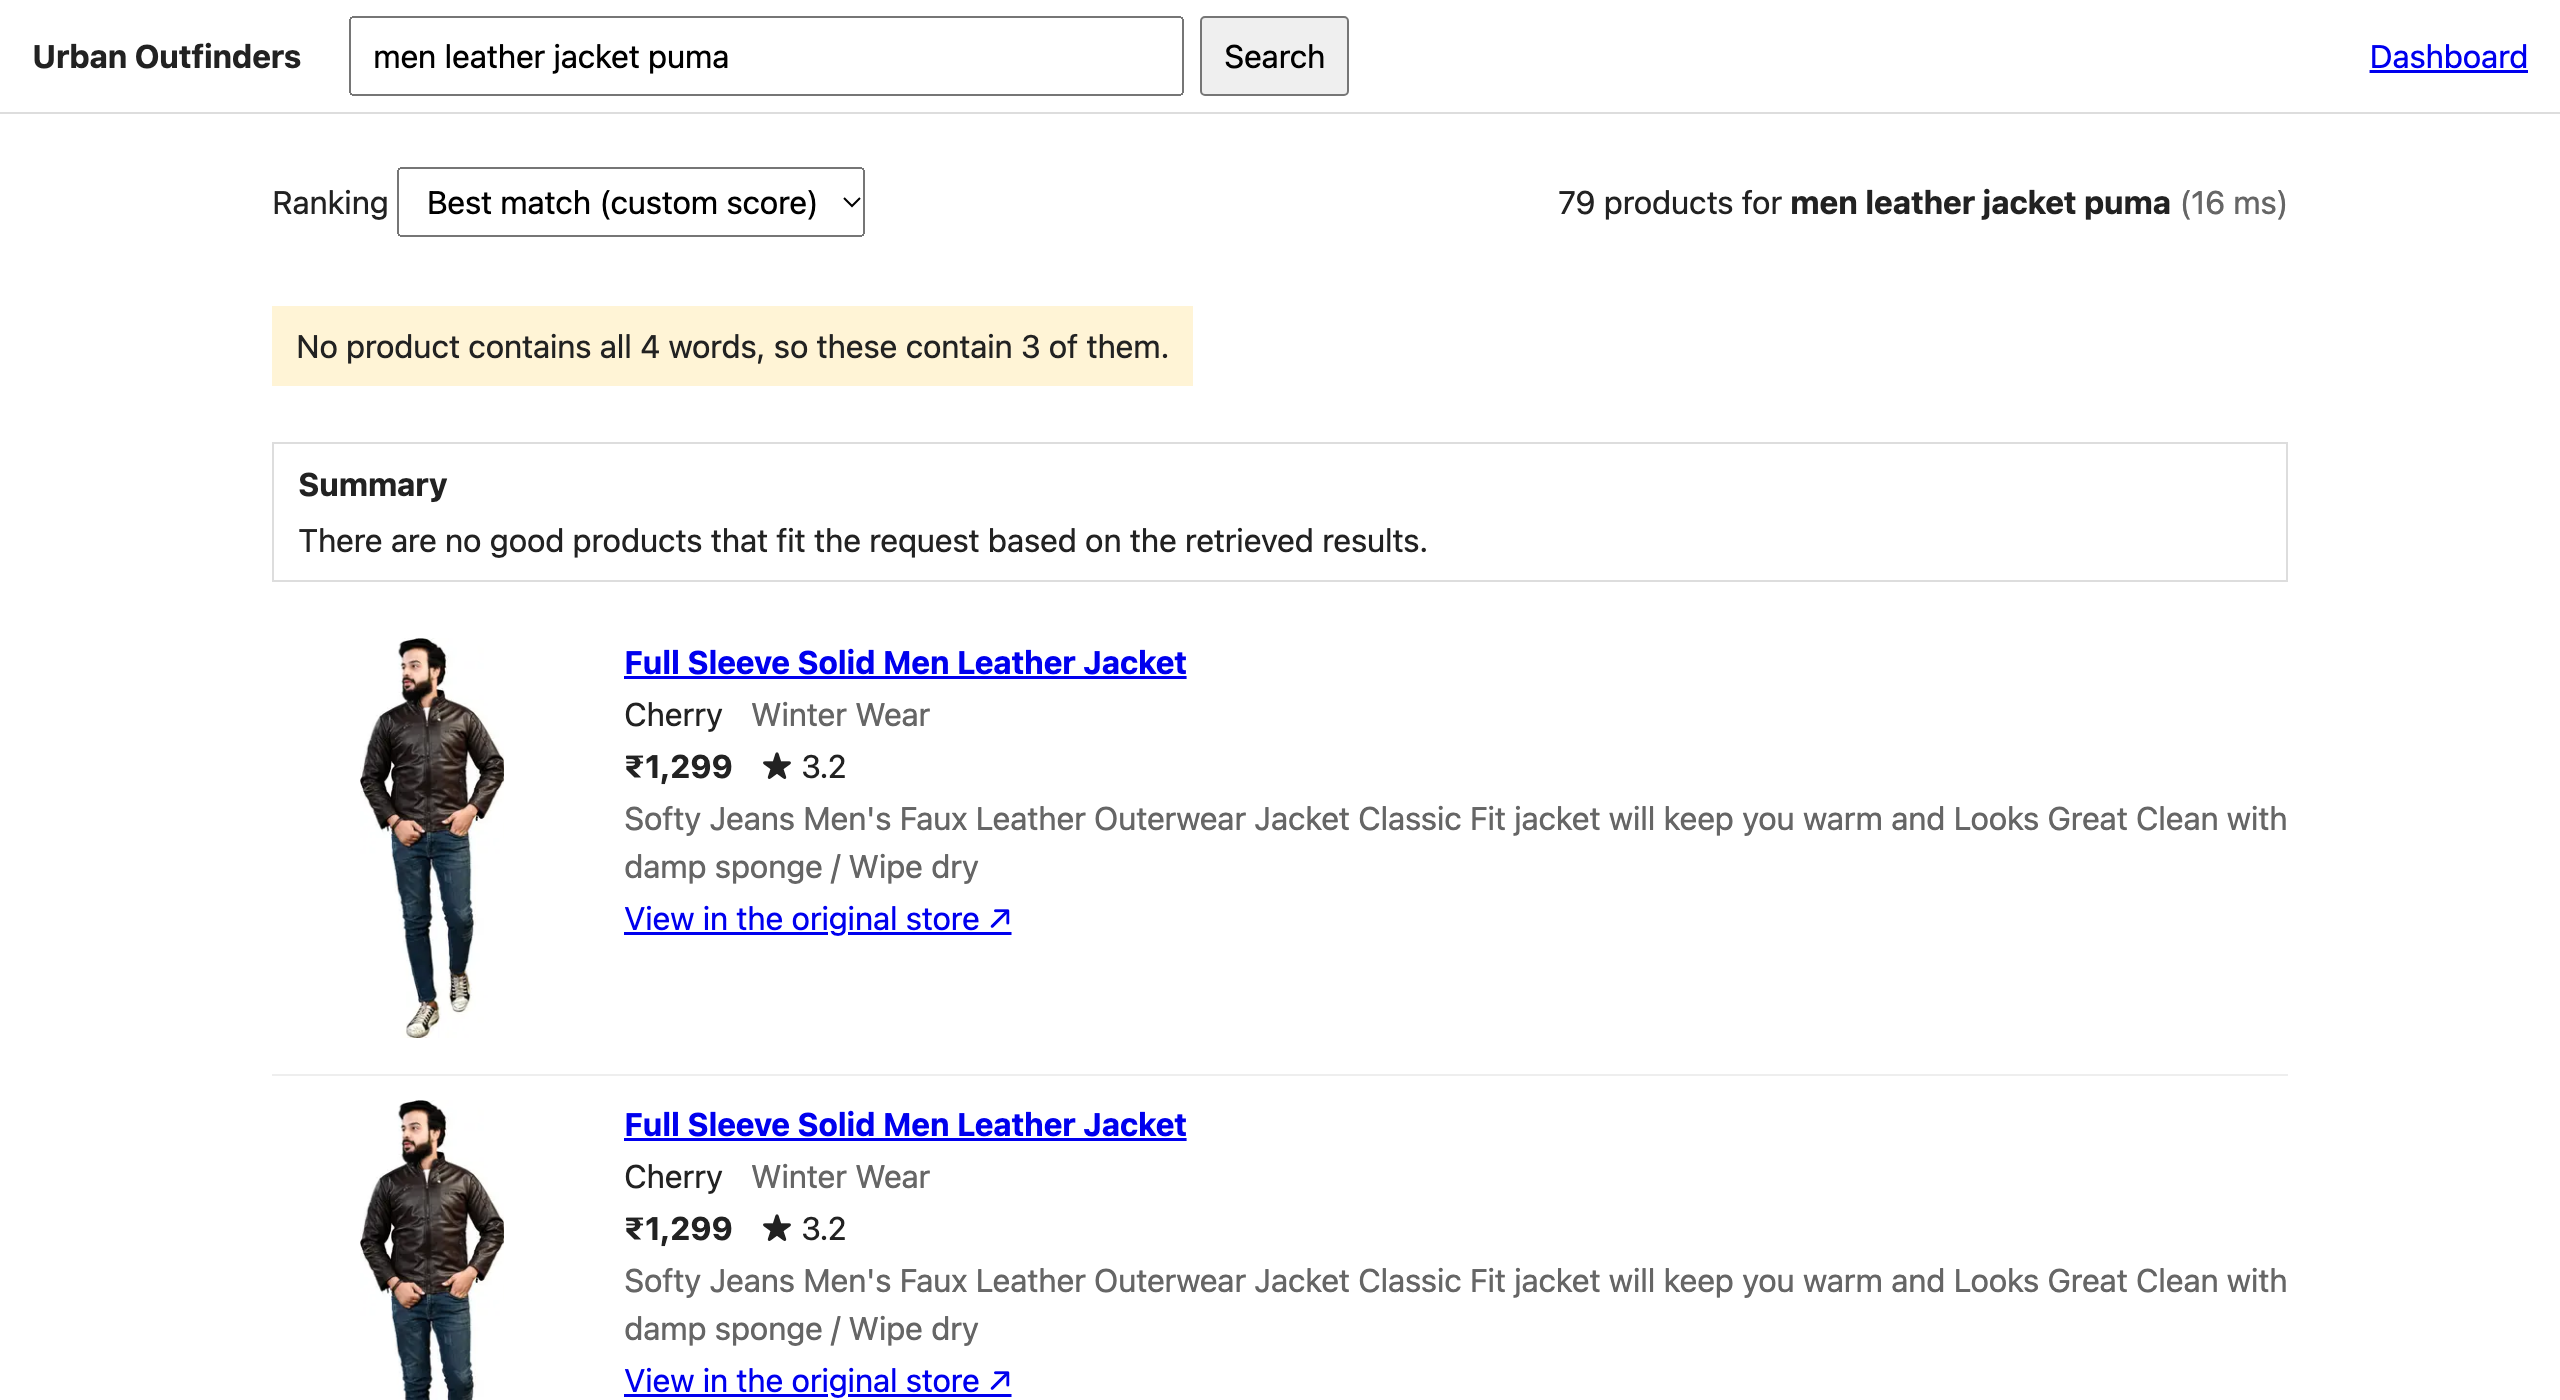 Urban Outfinders
men leather jacket puma
Search
Dashboard
Ranking
Best match (custom score)
79 products for men leather jacket puma (16 ms)
No product contains all 4 words, so these contain 3 of them.
Summary
There are no good products that fit the request based on the retrieved results.
Full Sleeve Solid Men Leather Jacket
Cherry Winter Wear
₹1,299 ★ 3.2
Softy Jeans Men's Faux Leather Outerwear Jacket Classic Fit jacket will keep you warm and Looks Great Clean with
damp sponge / Wipe dry
View in the original store ↗
Full Sleeve Solid Men Leather Jacket
Cherry Winter Wear
₹1,299 ★ 3.2
Softy Jeans Men's Faux Leather Outerwear Jacket Classic Fit jacket will keep you warm and Looks Great Clean with
damp sponge / Wipe dry
View in the original store ↗